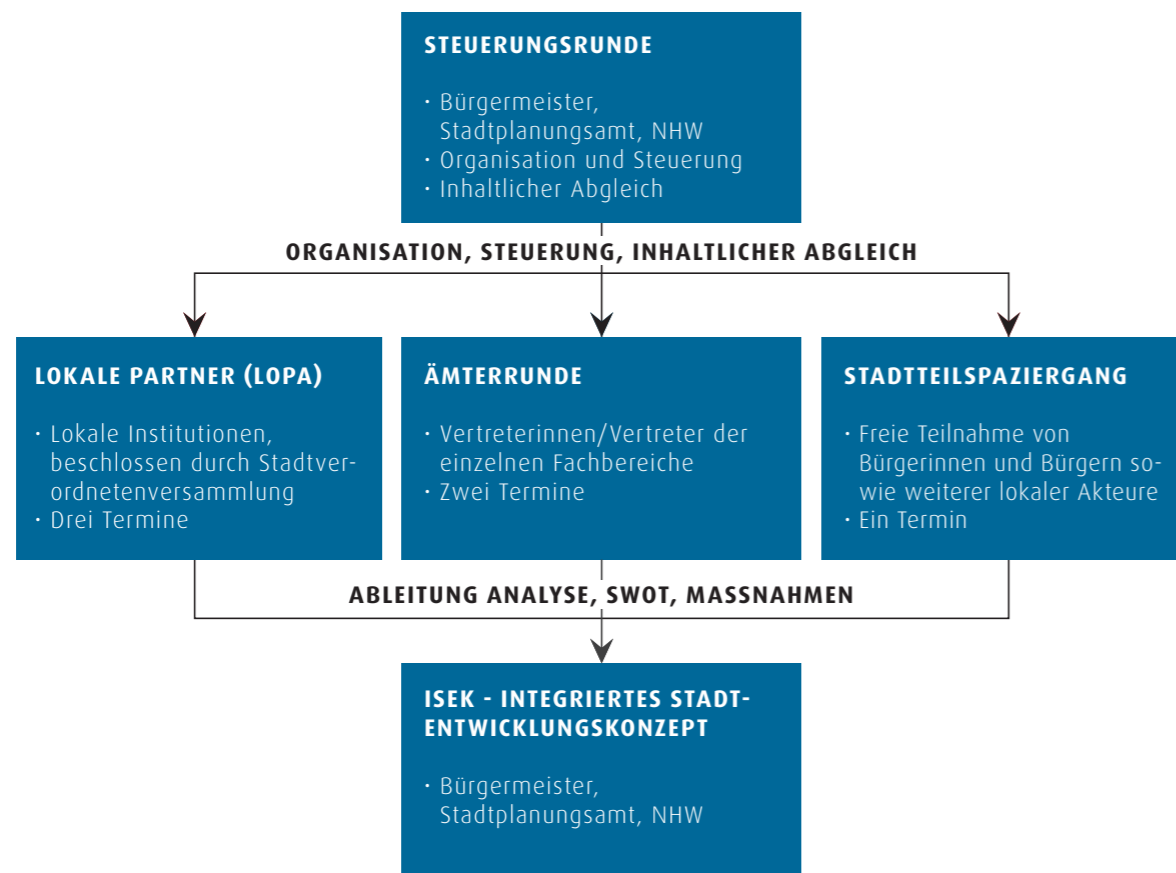 STEUERUNGSRUNDE
· Bürgermeister,
Stadtplanungsamt, NHW
· Organisation und Steuerung
· Inhaltlicher Abgleich
ORGANISATION, STEUERUNG, INHALTLICHER ABGLEICH
LOKALE PARTNER (LOPA)
· Lokale Institutionen,
beschlossen durch Stadtver-
ordnetenversammlung
· Drei Termine
ÄMTERRUNDE
· Vertreterinnen/Vertreter der
einzelnen Fachbereiche
· Zwei Termine
STADTTEILSPAZIERGANG
· Freie Teilnahme von
Bürgerinnen und Bürgern so-
wie weiterer lokaler Akteure
· Ein Termin
ABLEITUNG ANALYSE, SWOT, MASSNAHMEN
ISEK - INTEGRIERTES STADT-
ENTWICKLUNGSKONZEPT
· Bürgermeister,
Stadtplanungsamt, NHW